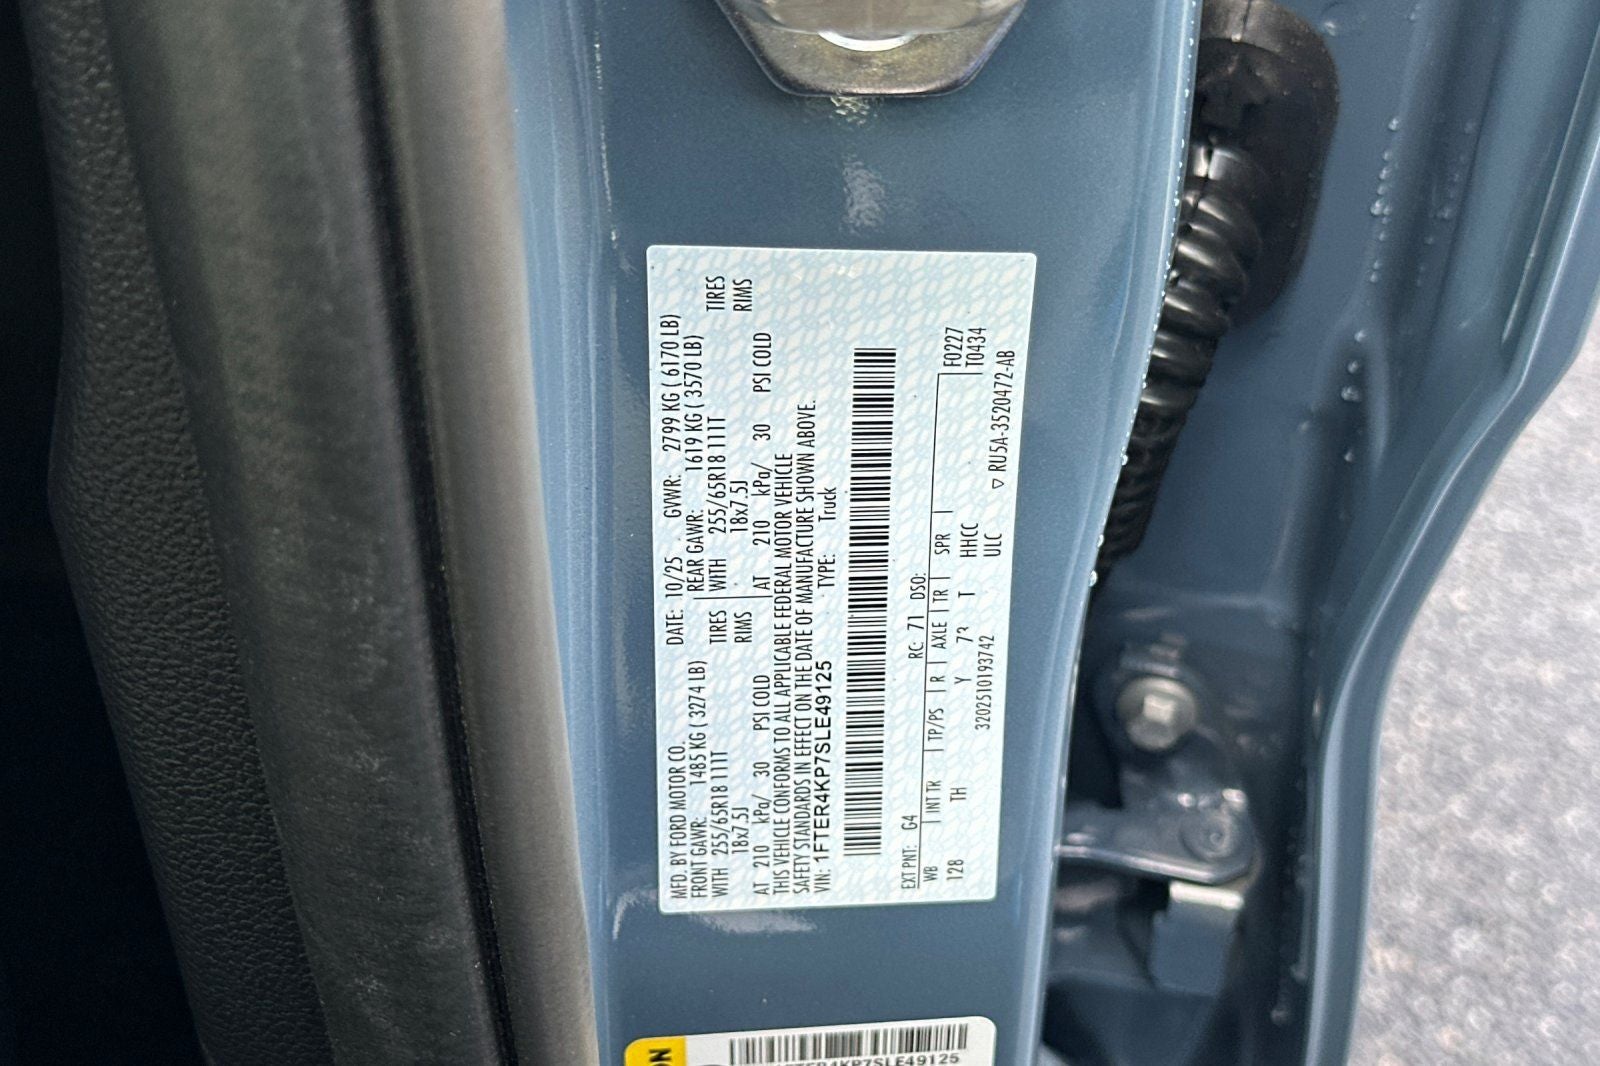 MFD. BY FORD MOTOR CO.
DATE: 10/25 GVWR: 2799 KG ( 6170 LB)
FRONT GAWR: 1485 KG ( 3274 LB)
REAR GAWR: 1619 KG ( 3570 LB)
WITH 255/65R18 111T TIRES
WITH 255/65R18 111T TIRES
18x7.5J RIMS
18x7.5J RIMS
AT 210 kPa/ 30 PSI COLD
AT 210 kPa/ 30 PSI COLD
THIS VEHICLE CONFORMS TO ALL APPLICABLE FEDERAL MOTOR VEHICLE
SAFETY STANDARDS IN EFFECT ON THE DATE OF MANUFACTURE SHOWN ABOVE.
VIN: 1FTER4KP7SLE49125 TYPE: Truck
EXT PNT: G4 RC: 71 DSO: F0227
WB INT TR TP/PS R AXLE TR SPR T0434
128 TH Y 73 T HHCC
320251019374​2 ULC ▽ RU5A-3520472-AB
KP7SLE49125